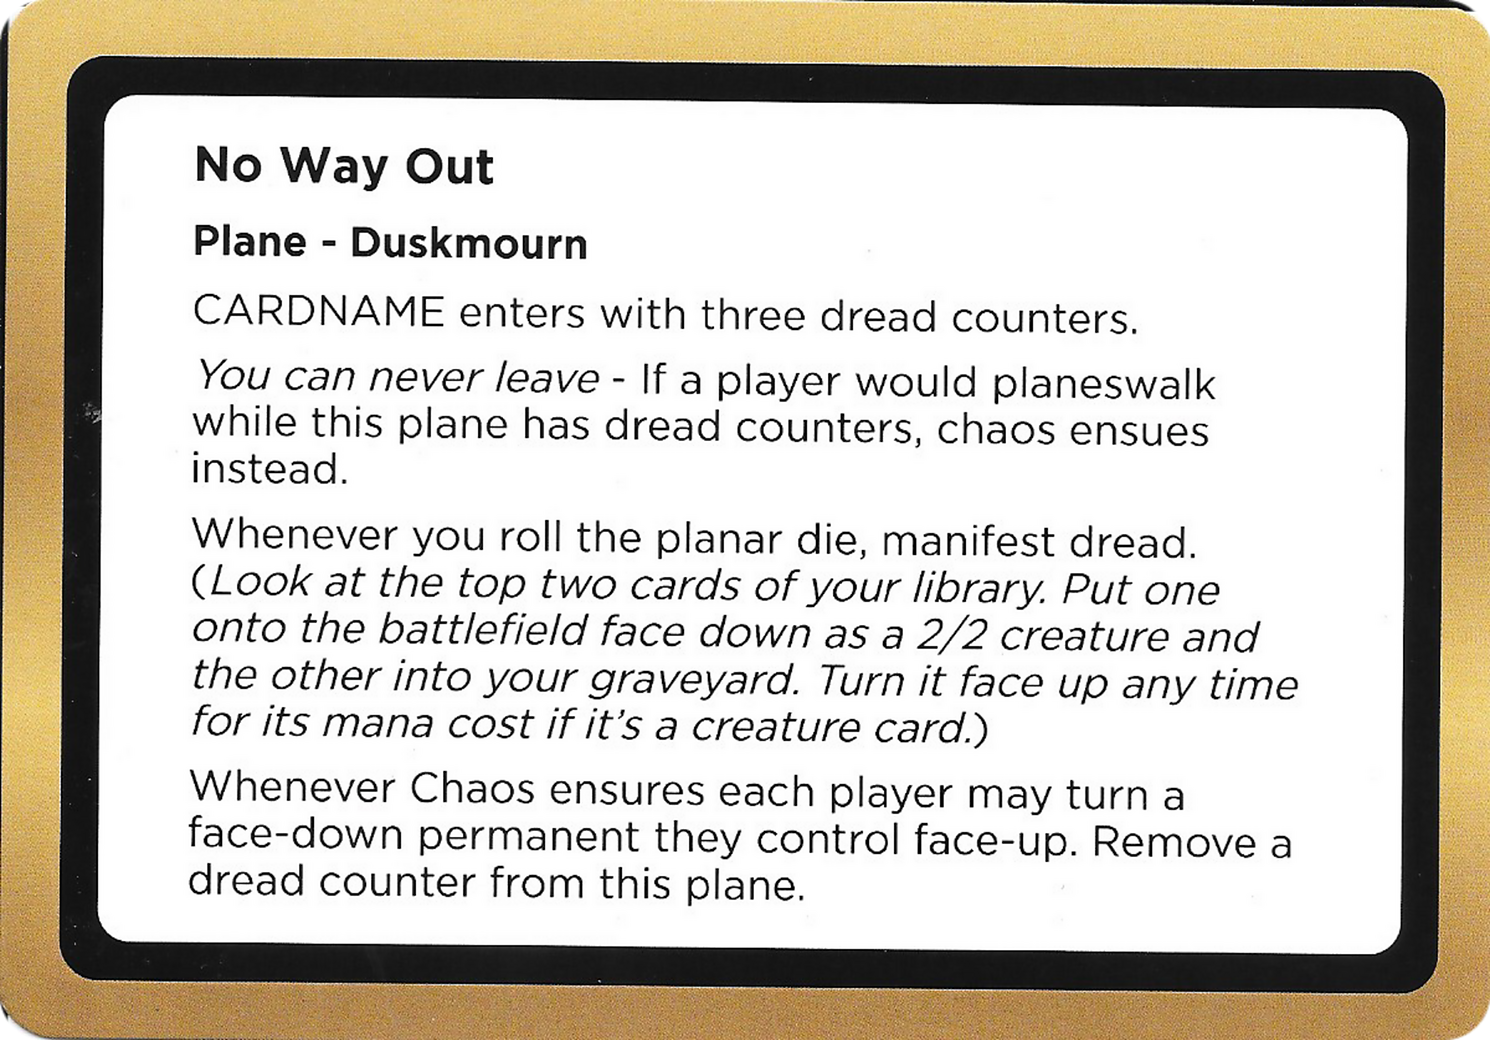 No Way Out
Plane - Duskmourn
CARDNAME enters with three dread counters.
You can never leave - If a player would planeswalk
while this plane has dread counters, chaos ensues
instead.
Whenever you roll the planar die, manifest dread.
(Look at the top two cards of your library. Put one
onto the battlefield face down as a 2/2 creature and
the other into your graveyard. Turn it face up any time
for its mana cost if it's a creature card.)
Whenever Chaos ensures each player may turn a
face-down permanent they control face-up. Remove a
dread counter from this plane.